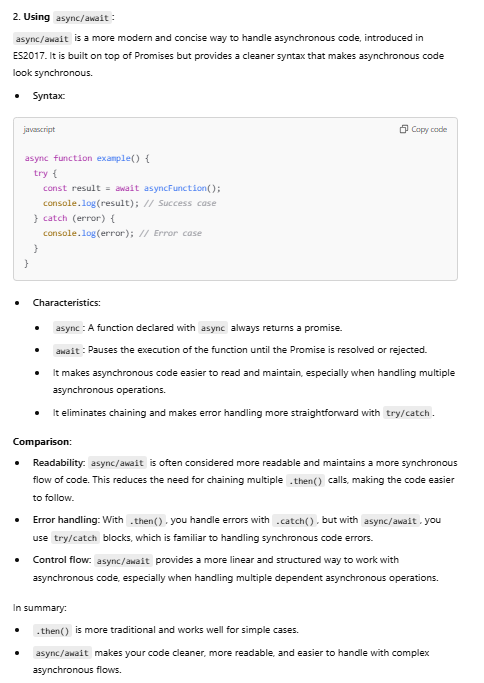 2. Using async/await :
async/await is a more modern and concise way to handle asynchronous code, introduced in
ES2017. It is built on top of Promises but provides a cleaner syntax that makes asynchronous code
look synchronous.
• Syntax:
javascript Copy code
async function example() {
  try {
    const result = await asyncFunction();
    console.log(result); // Success case
  } catch (error) {
    console.log(error); // Error case
  }
}
• Characteristics:
• async : A function declared with async always returns a promise.
• await : Pauses the execution of the function until the Promise is resolved or rejected.
• It makes asynchronous code easier to read and maintain, especially when handling multiple
asynchronous operations.
• It eliminates chaining and makes error handling more straightforward with try/catch .
Comparison:
• Readability: async/await is often considered more readable and maintains a more synchronous
flow of code. This reduces the need for chaining multiple .then() calls, making the code easier
to follow.
• Error handling: With .then() , you handle errors with .catch() , but with async/await , you
use try/catch blocks, which is familiar to handling synchronous code errors.
• Control flow: async/await provides a more linear and structured way to work with
asynchronous code, especially when handling multiple dependent asynchronous operations.
In summary:
• .then() is more traditional and works well for simple cases.
• async/await makes your code cleaner, more readable, and easier to handle with complex
asynchronous flows.